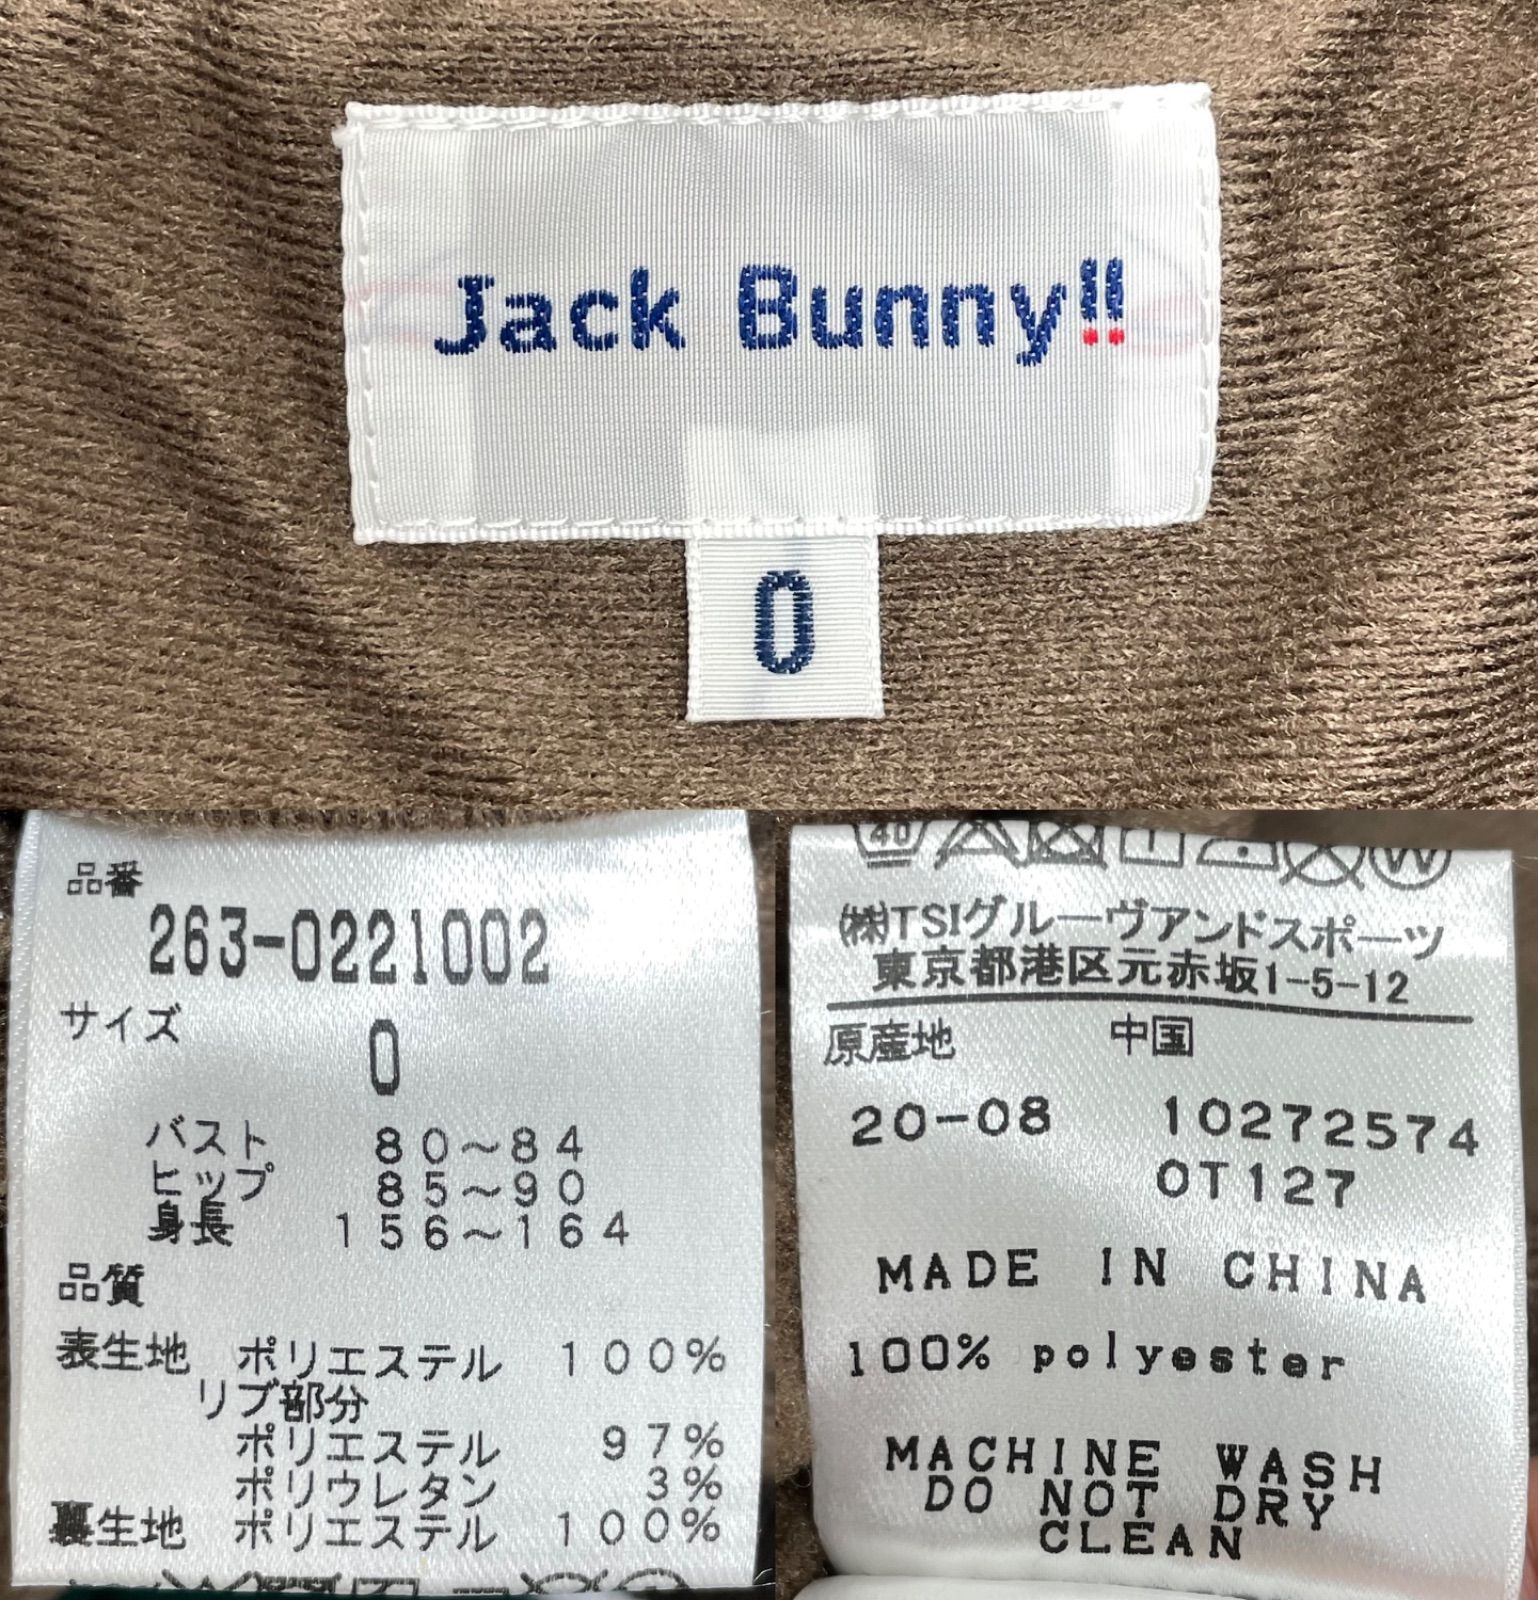 Jack Bunny!!
0
品番
263-0221002
サイズ
0
バスト 80～84
ヒップ 85～90
身長 156～164
品質
表生地 ポリエステル 100%
リブ部分
ポリエステル 97%
ポリウレタン 3%
裏生地 ポリエステル 100%
40
W
㈱TSIグルーヴアンドスポーツ
東京都港区元赤坂1-5-12
原産地 中国
20-08 10272574
OT127
MADE IN CHINA
100% polyester
MACHINE WASH
DO NOT DRY
CLEAN